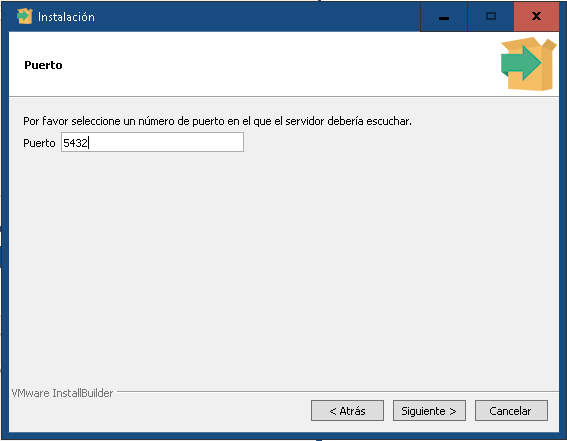 Instalación
Puerto
Por favor seleccione un número de puerto en el que el servidor debería escuchar.
Puerto 5432
VMware InstallBuilder
< Atrás Siguiente > Cancelar